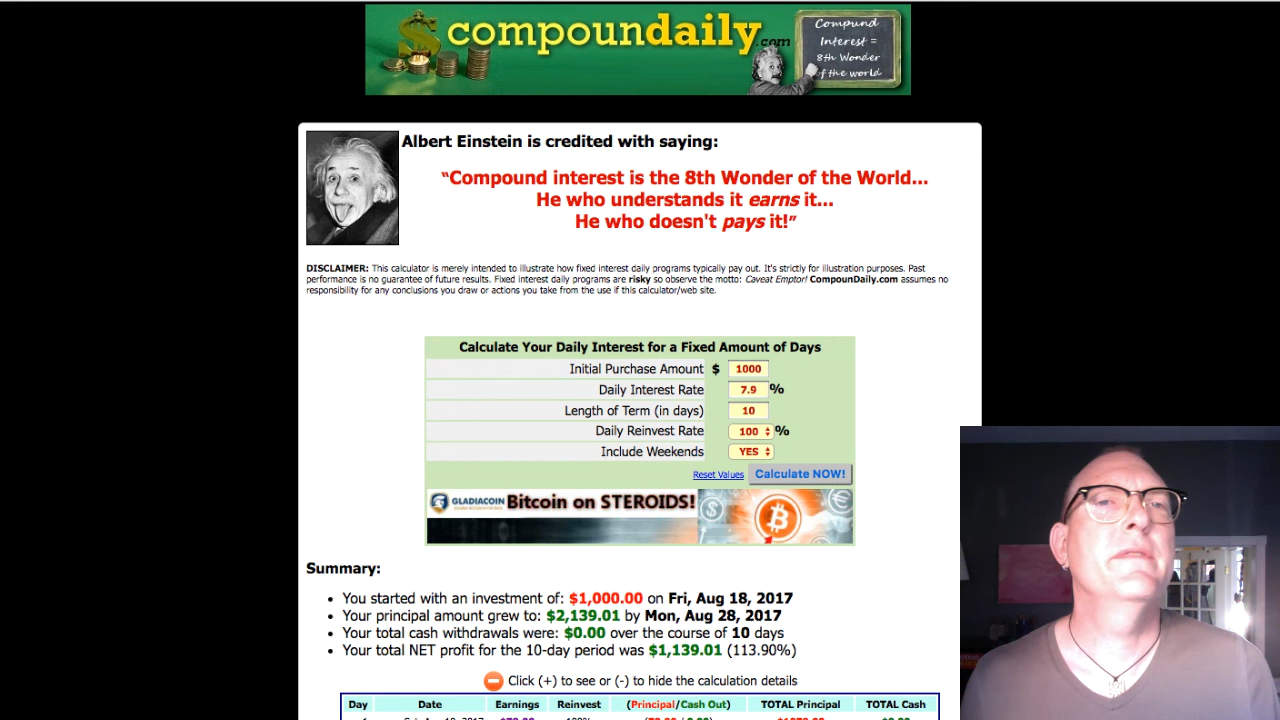 compoundaily.com
Compund
Interest =
8th Wonder
of the world
Albert Einstein is credited with saying:
"Compound interest is the 8th Wonder of the World...
He who understands it earns it...
He who doesn't pays it!"
DISCLAIMER: This calculator is merely intended to illustrate how fixed interest daily programs typically pay out. It's strictly for illustration purposes. Past
performance is no guarantee of future results. Fixed interest daily programs are risky so observe the motto: Caveat Emptor! CompounDaily.com assumes no
responsibility for any conclusions you draw or actions you take from the use if this calculator/web site.
Calculate Your Daily Interest for a Fixed Amount of Days
Initial Purchase Amount $ 1000
Daily Interest Rate 7.9 %
Length of Term (in days) 10
Daily Reinvest Rate 100 %
Include Weekends YES
Reset Values Calculate NOW!
GLADIACOIN Bitcoin on STEROIDS!
Summary:
• You started with an investment of: $1,000.00 on Fri, Aug 18, 2017
• Your principal amount grew to: $2,139.01 by Mon, Aug 28, 2017
• Your total cash withdrawals were: $0.00 over the course of 10 days
• Your total NET profit for the 10-day period was $1,139.01 (113.90%)
Click (+) to see or (-) to hide the calculation details
Day Date Earnings Reinvest (Principal/Cash Out) TOTAL Principal TOTAL Cash